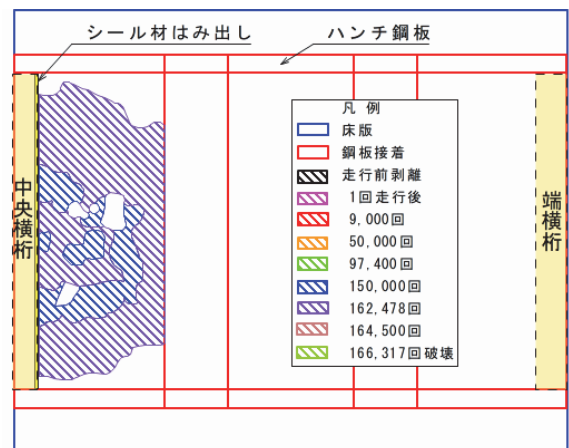 シール材はみ出し
ハンチ鋼板
中央横桁
凡例
床版
鋼板接着
走行前剥離
1回走行後
9,000回
50,000回
97,400回
150,000回
162,478回
164,500回
166,317回破壊
端横桁